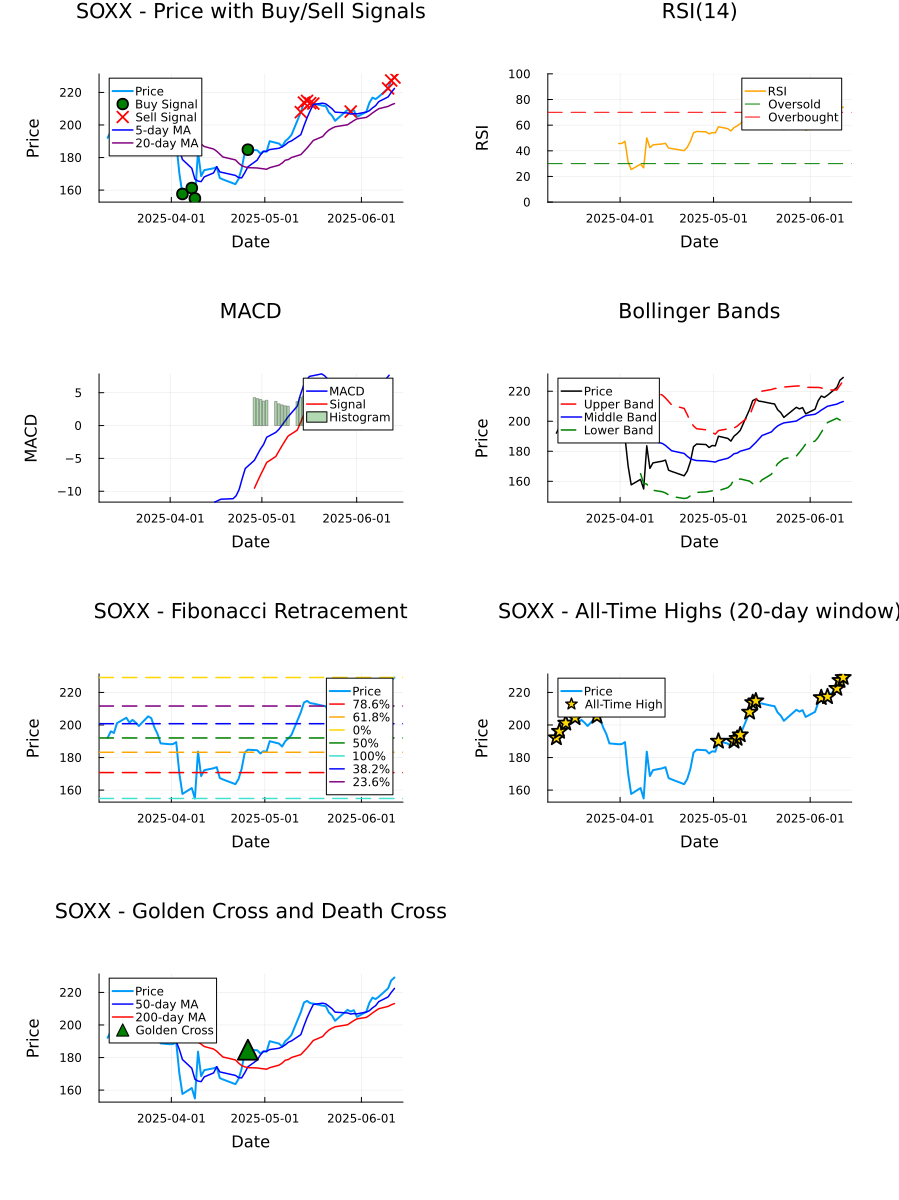 SOXX - Price with Buy/Sell Signals
Price
220
200
180
160
Price
Buy Signal
Sell Signal
5-day MA
20-day MA
2025-04-01 2025-05-01 2025-06-01
Date
RSI(14)
RSI
100
80
60
40
20
0
RSI
Oversold
Overbought
2025-04-01 2025-05-01 2025-06-01
Date
MACD
MACD
5
0
−5
−10
MACD
Signal
Histogram
2025-04-01 2025-05-01 2025-06-01
Date
Bollinger Bands
Price
220
200
180
160
Price
Upper Band
Middle Band
Lower Band
2025-04-01 2025-05-01 2025-06-01
Date
SOXX - Fibonacci Retracement
Price
220
200
180
160
Price
78.6%
61.8%
0%
50%
100%
38.2%
23.6%
2025-04-01 2025-05-01 2025-06-01
Date
SOXX - All-Time Highs (20-day window)
Price
220
200
180
160
Price
All-Time High
2025-04-01 2025-05-01 2025-06-01
Date
SOXX - Golden Cross and Death Cross
Price
220
200
180
160
Price
50-day MA
200-day MA
Golden Cross
2025-04-01 2025-05-01 2025-06-01
Date